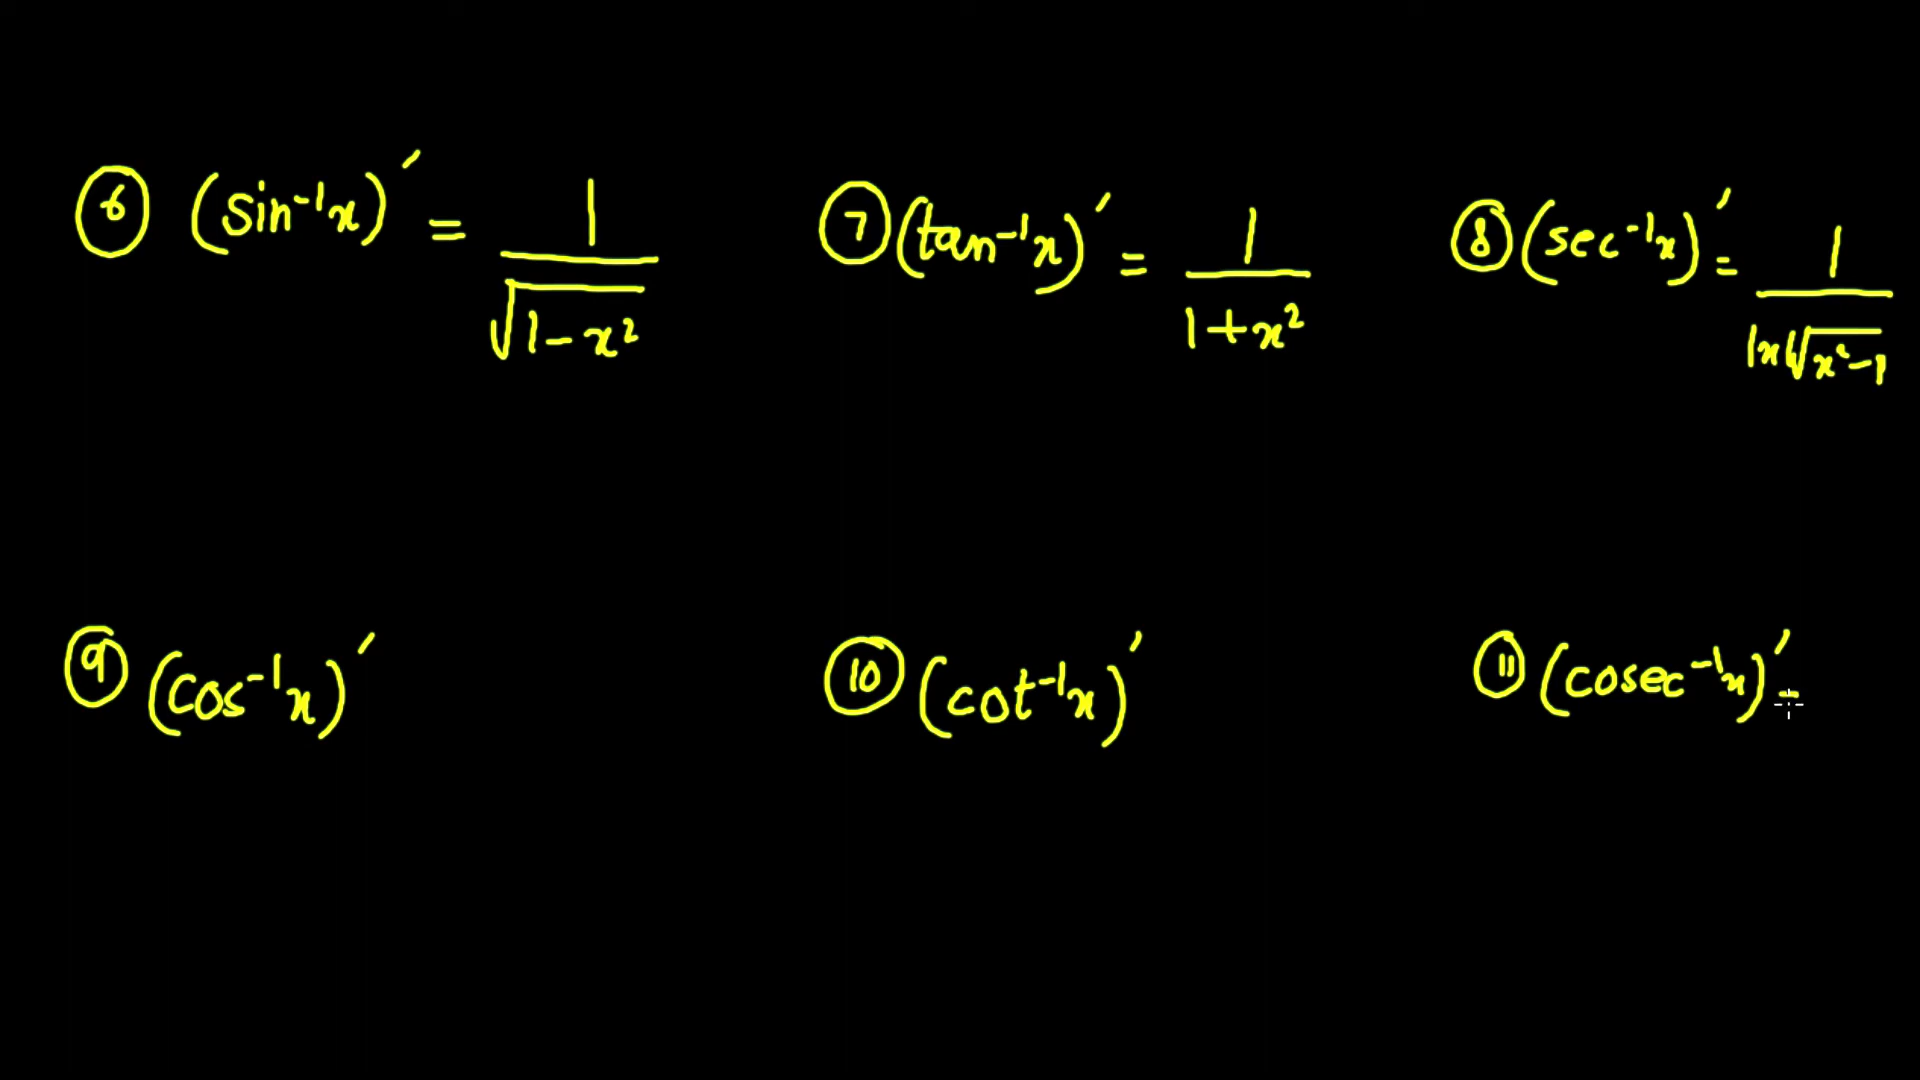 ⑥ (sin⁻¹x)′ = 1/√(1-x²) ⑦ (tan⁻¹x)′ = 1/(1+x²) ⑧ (sec⁻¹x)′ = 1/(|x|√(x²-1))
⑨ (cos⁻¹x)′ ⑩ (cot⁻¹x)′ ⑪ (cosec⁻¹x)′ -